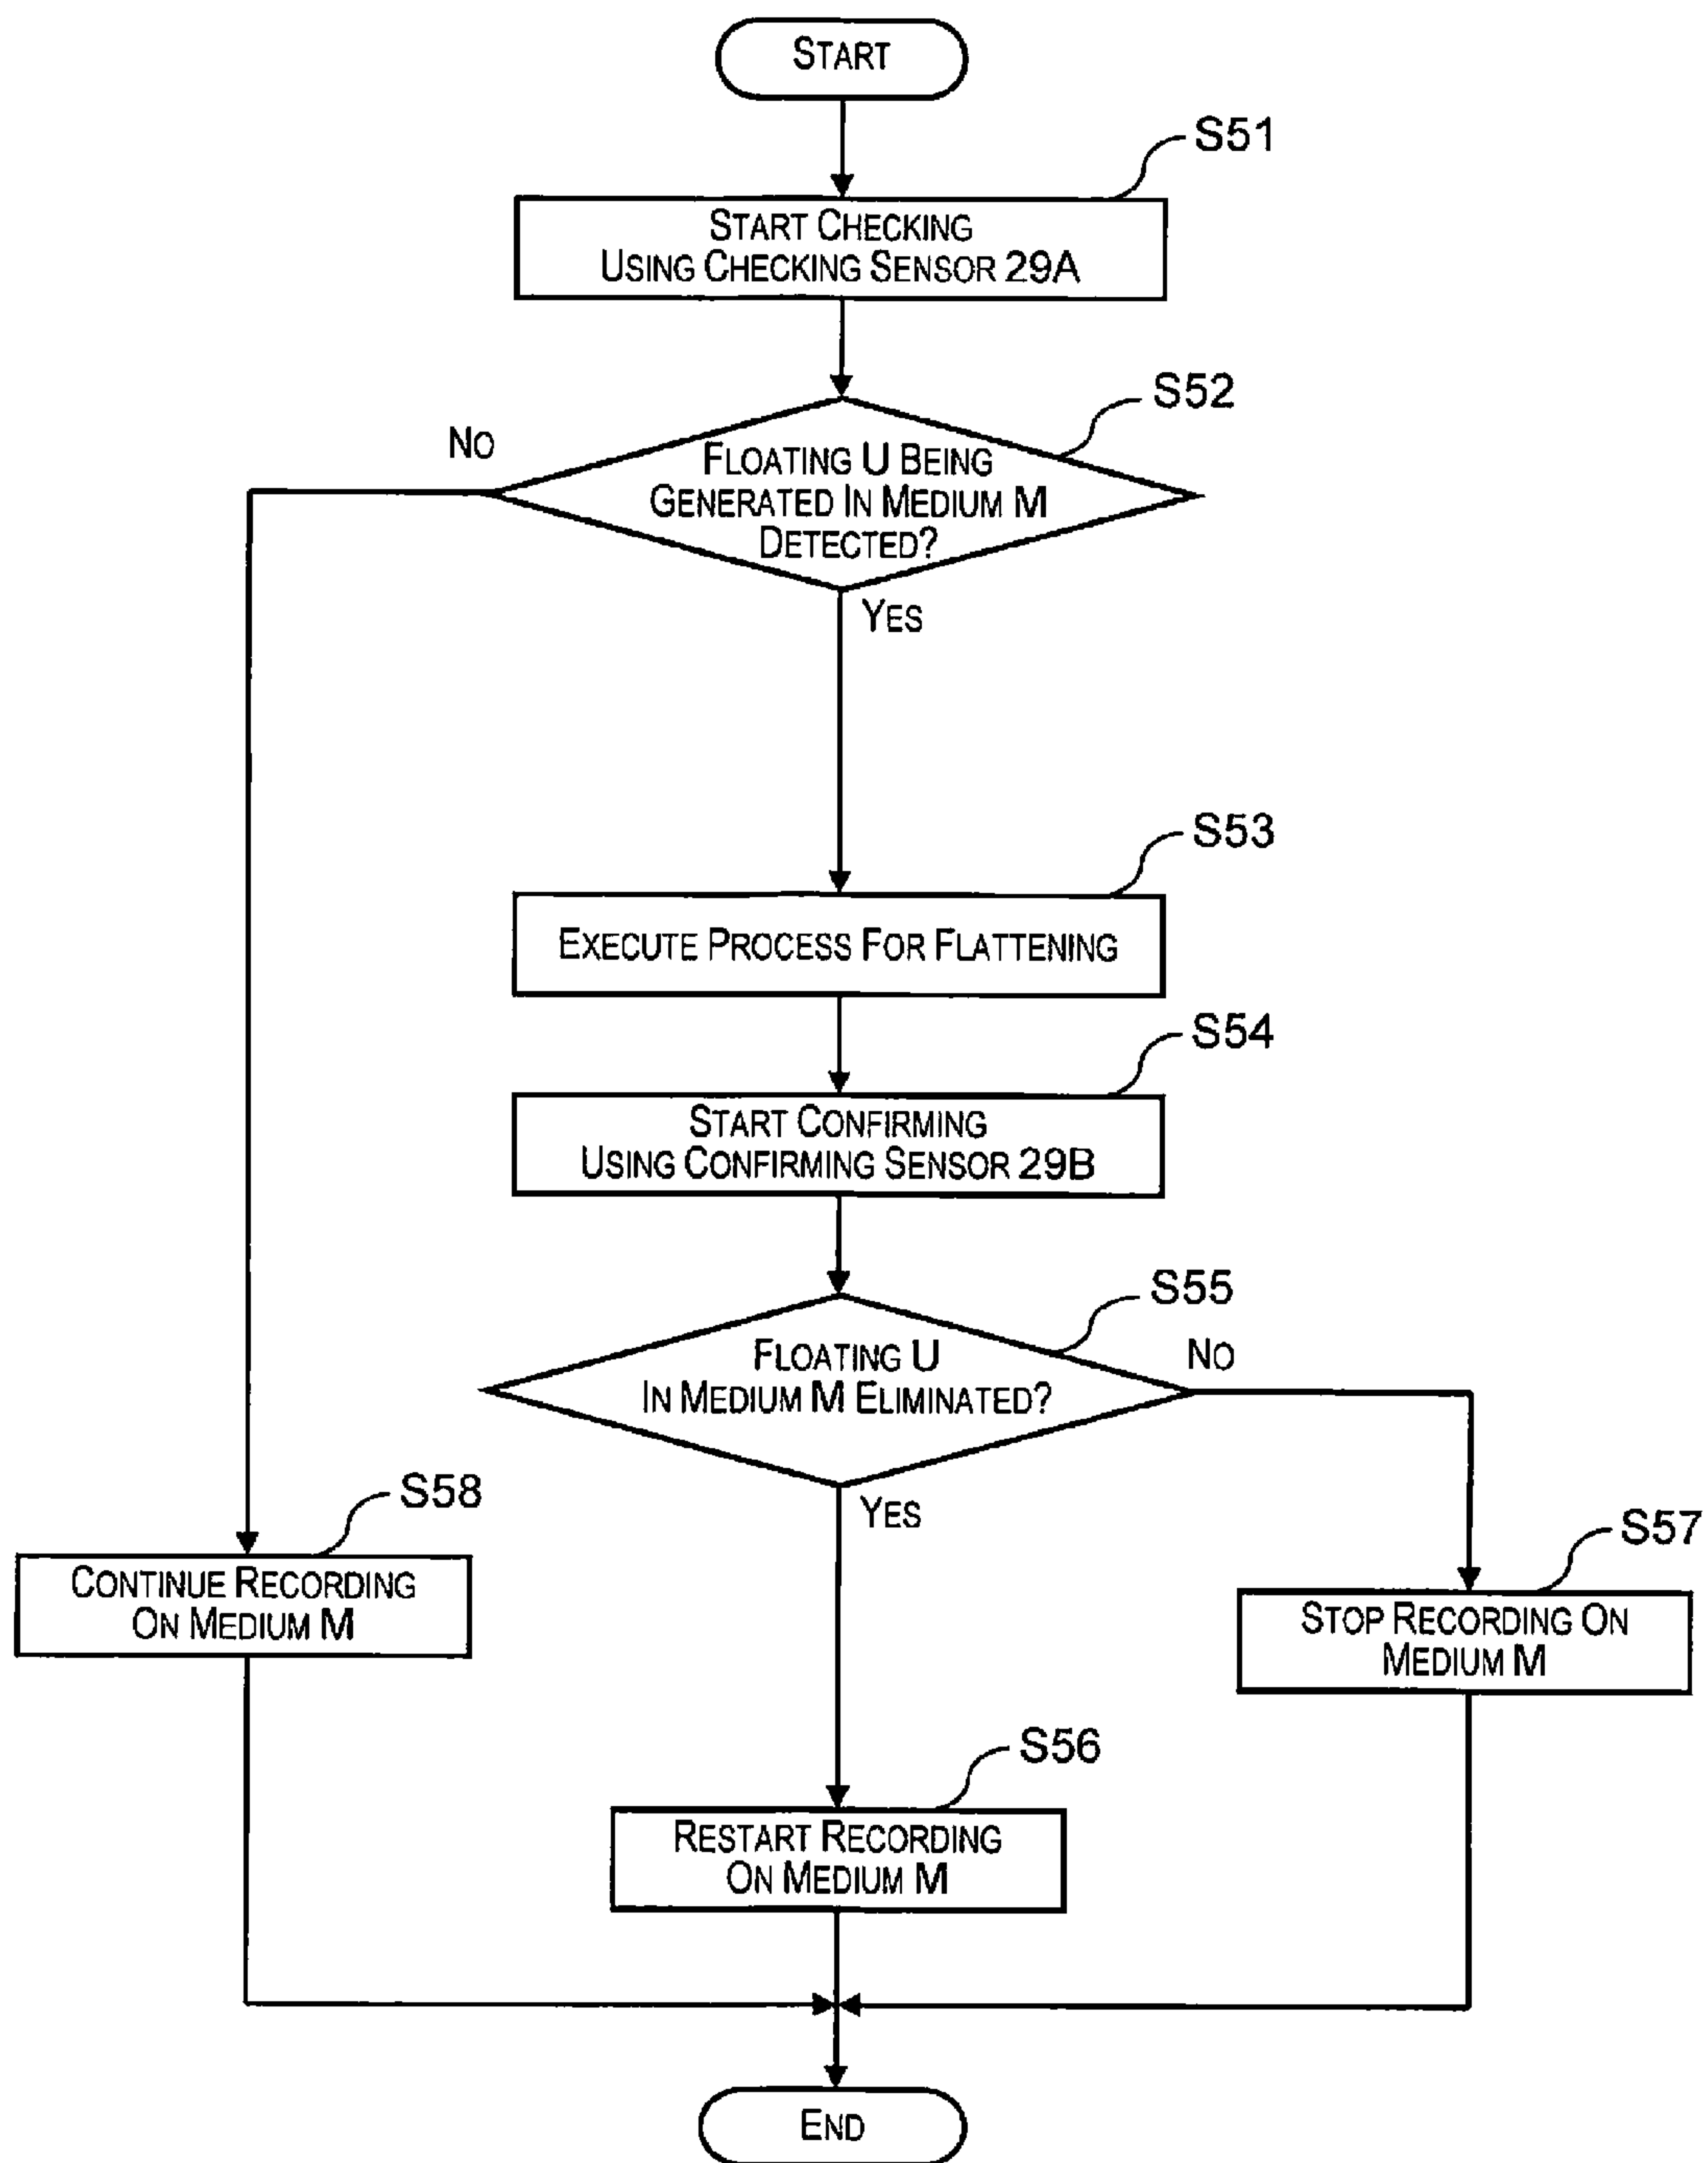 START
S51
START CHECKING
USING CHECKING SENSOR 29A
S52
NO
FLOATING U BEING
GENERATED IN MEDIUM M
DETECTED?
YES
S53
EXECUTE PROCESS FOR FLATTENING
S54
START CONFIRMING
USING CONFIRMING SENSOR 29B
S55
FLOATING U
IN MEDIUM M ELIMINATED?
NO
YES
S58
CONTINUE RECORDING
ON MEDIUM M
S57
STOP RECORDING ON
MEDIUM M
S56
RESTART RECORDING
ON MEDIUM M
END